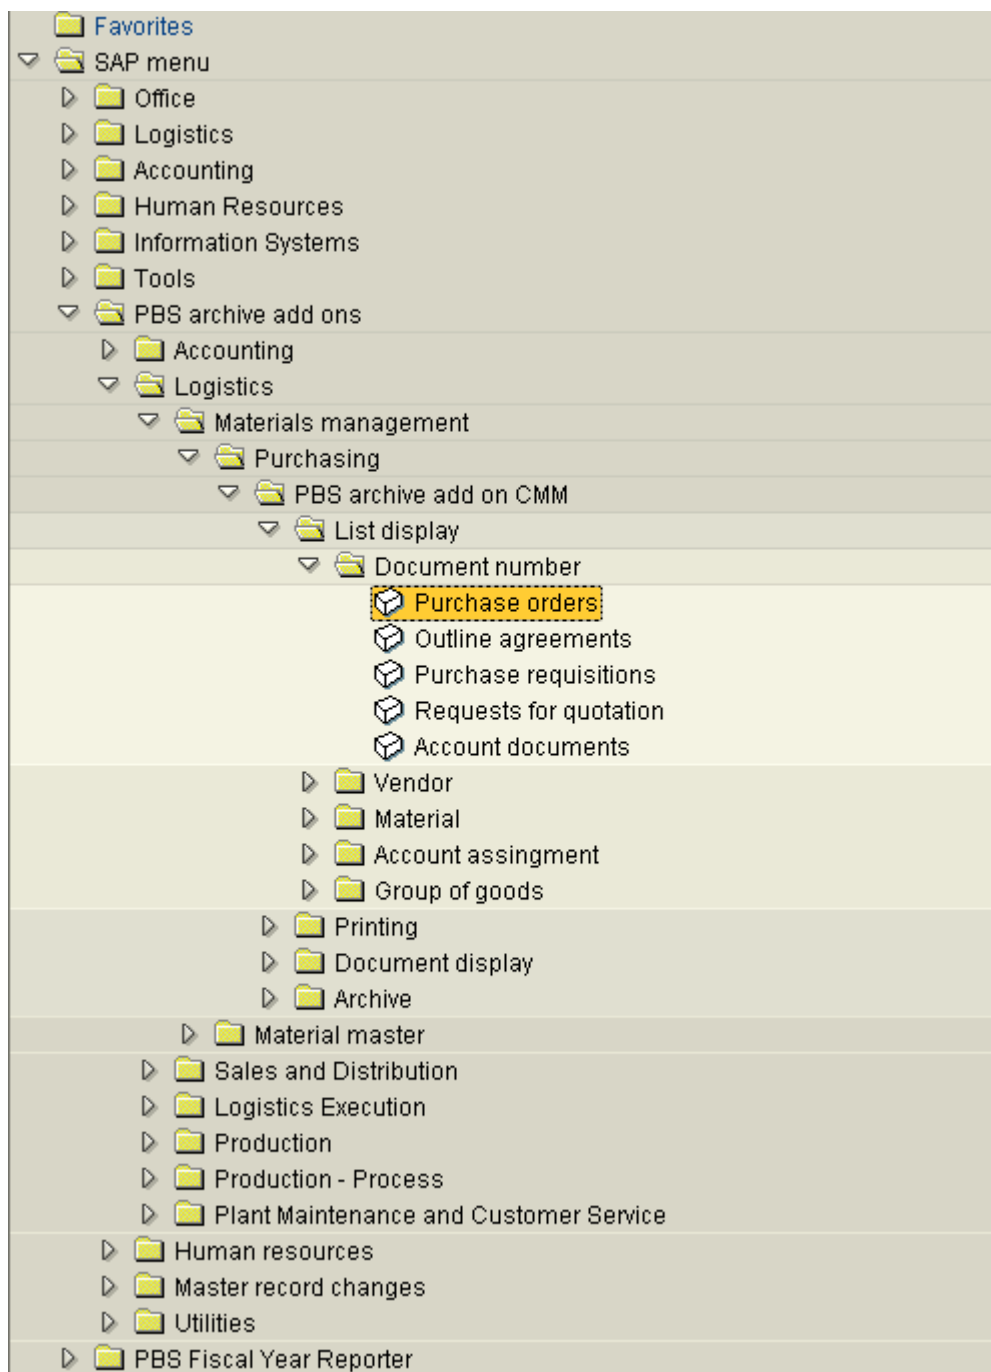 Favorites
SAP menu
Office
Logistics
Accounting
Human Resources
Information Systems
Tools
PBS archive add ons
Accounting
Logistics
Materials management
Purchasing
PBS archive add on CMM
List display
Document number
Purchase orders
Outline agreements
Purchase requisitions
Requests for quotation
Account documents
Vendor
Material
Account assingment
Group of goods
Printing
Document display
Archive
Material master
Sales and Distribution
Logistics Execution
Production
Production - Process
Plant Maintenance and Customer Service
Human resources
Master record changes
Utilities
PBS Fiscal Year Reporter